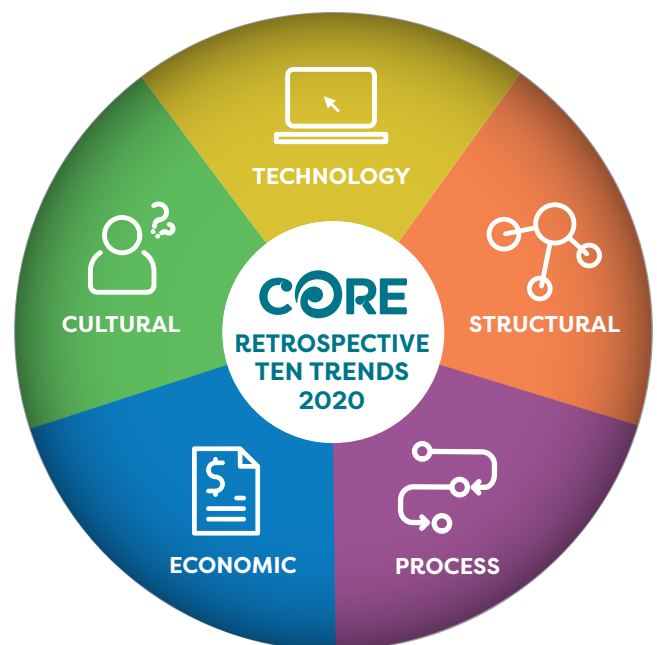 TECHNOLOGY
CULTURAL
STRUCTURAL
CORE
RETROSPECTIVE
TEN TRENDS
2020
$
ECONOMIC
PROCESS